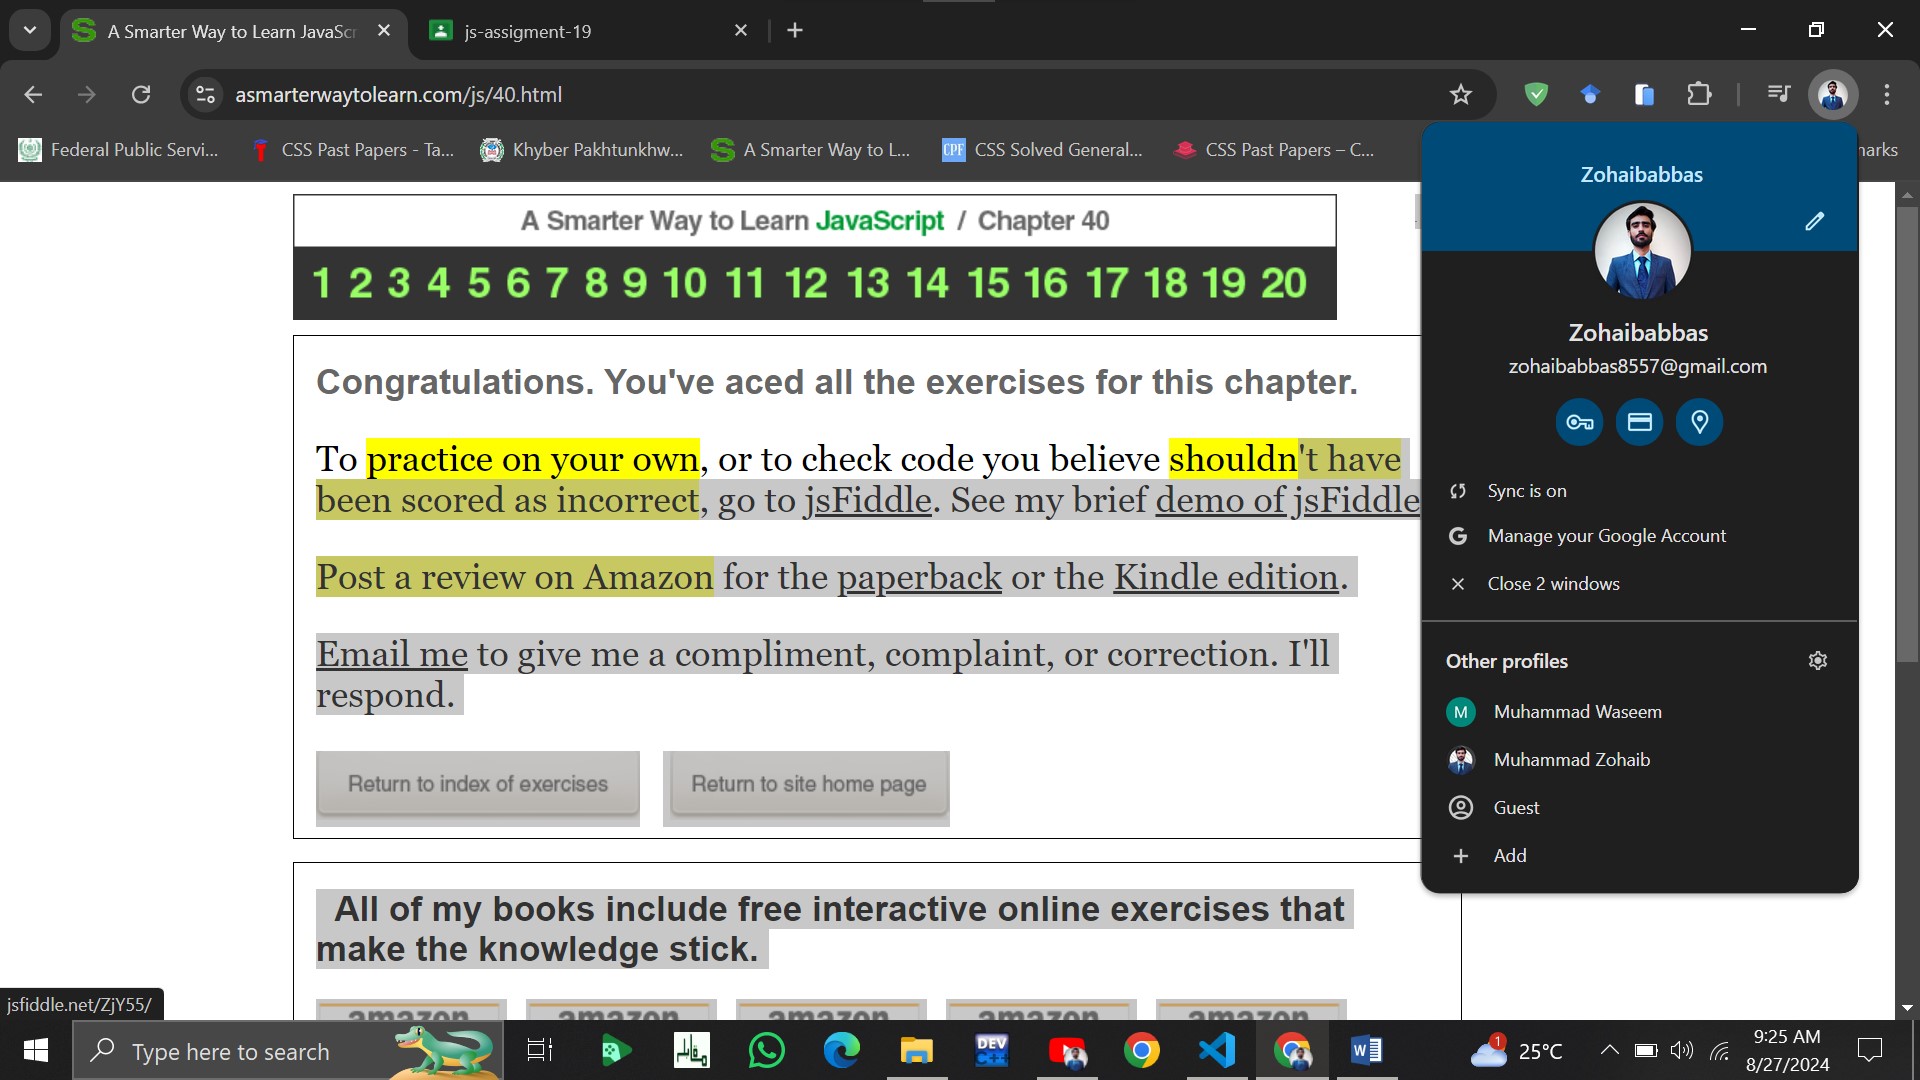 A Smarter Way to Learn JavaScr
js-assigment-19
asmarterwaytolearn.com/js/40.html
Federal Public Servi...
CSS Past Papers - Ta...
Khyber Pakhtunkhw...
A Smarter Way to L...
CPF
CSS Solved General...
CSS Past Papers – C...
narks
A Smarter Way to Learn JavaScript / Chapter 40
1 2 3 4 5 6 7 8 9 10 11 12 13 14 15 16 17 18 19 20
Congratulations. You've aced all the exercises for this chapter.
To practice on your own, or to check code you believe shouldn't have
been scored as incorrect, go to jsFiddle. See my brief demo of jsFiddle
Post a review on Amazon for the paperback or the Kindle edition.
Email me to give me a compliment, complaint, or correction. I'll
respond.
Return to index of exercises
Return to site home page
All of my books include free interactive online exercises that
make the knowledge stick.
amazon amazon amazon amazon amazon
Zohaibabbas
Zohaibabbas
zohaibabbas8557@gmail.com
Sync is on
Manage your Google Account
Close 2 windows
Other profiles
M
Muhammad Waseem
Muhammad Zohaib
Guest
Add
jsfiddle.net/ZjY55/
Type here to search
DEV
C++
1
25°C
9:25 AM
8/27/2024